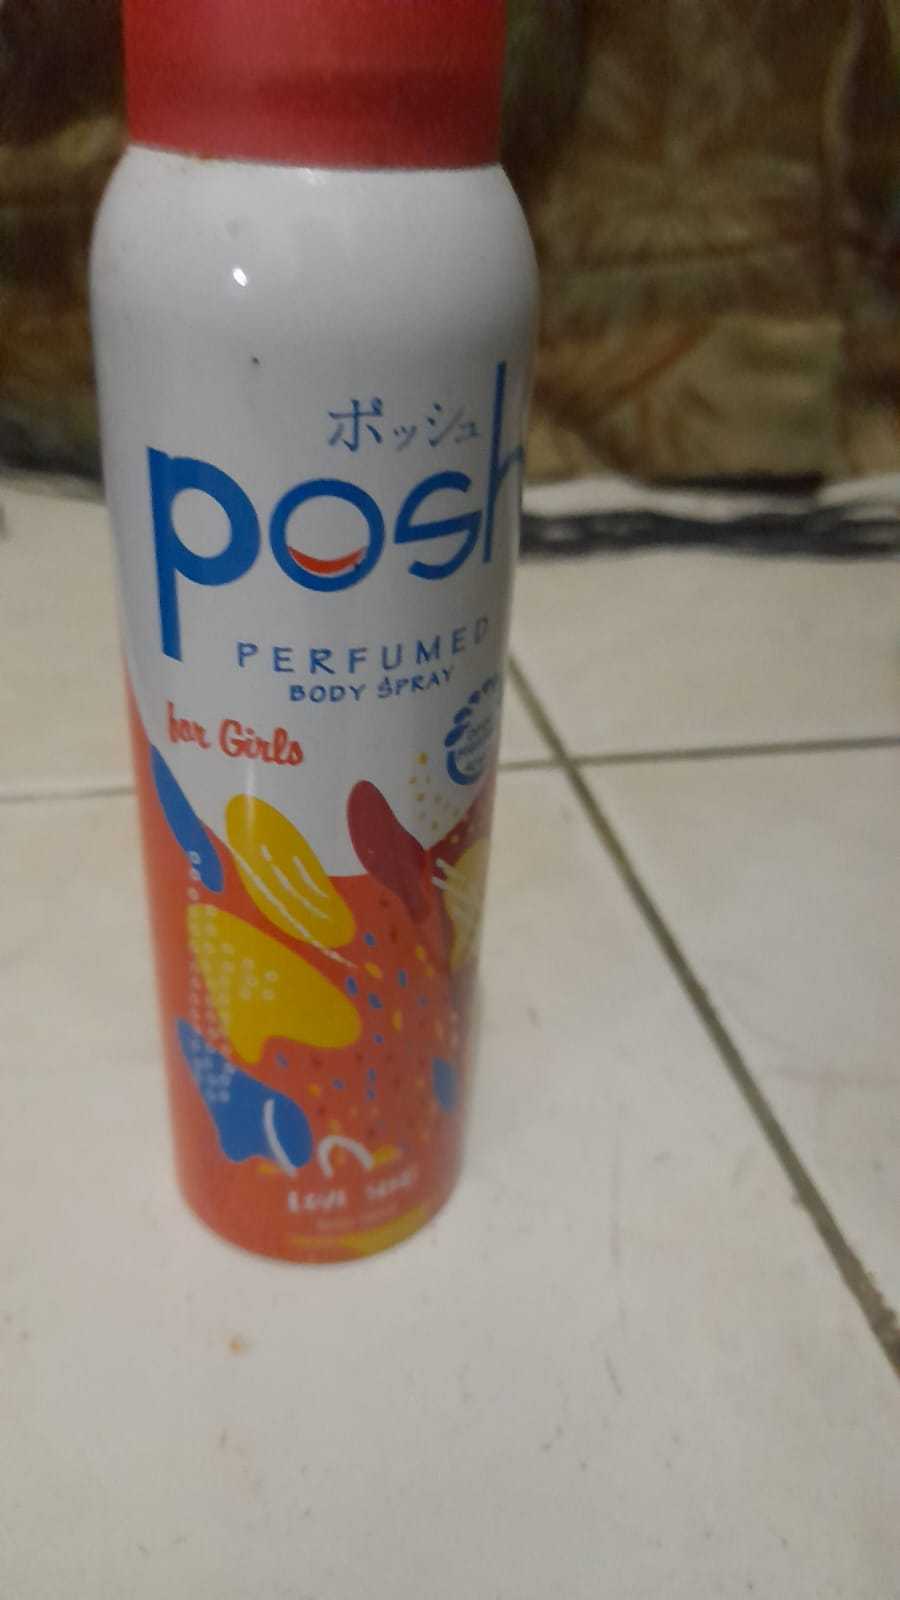 ポッシュ
posh
PERFUMED
BODY SPRAY
for Girls